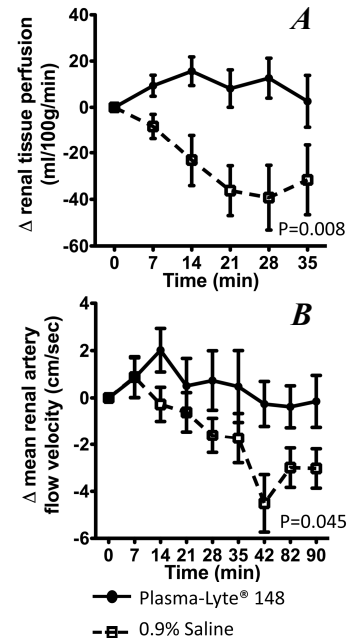 A
Δ renal tissue perfusion
(ml/100g/min)
40
20
0
-20
-40
-60
P=0.008
0 7 14 21 28 35
Time (min)
B
Δ mean renal artery
flow velocity (cm/sec)
4
2
0
-2
-4
-6
P=0.045
0 7 14 21 28 35 42 82 90
Time (min)
Plasma-Lyte® 148
0.9% Saline